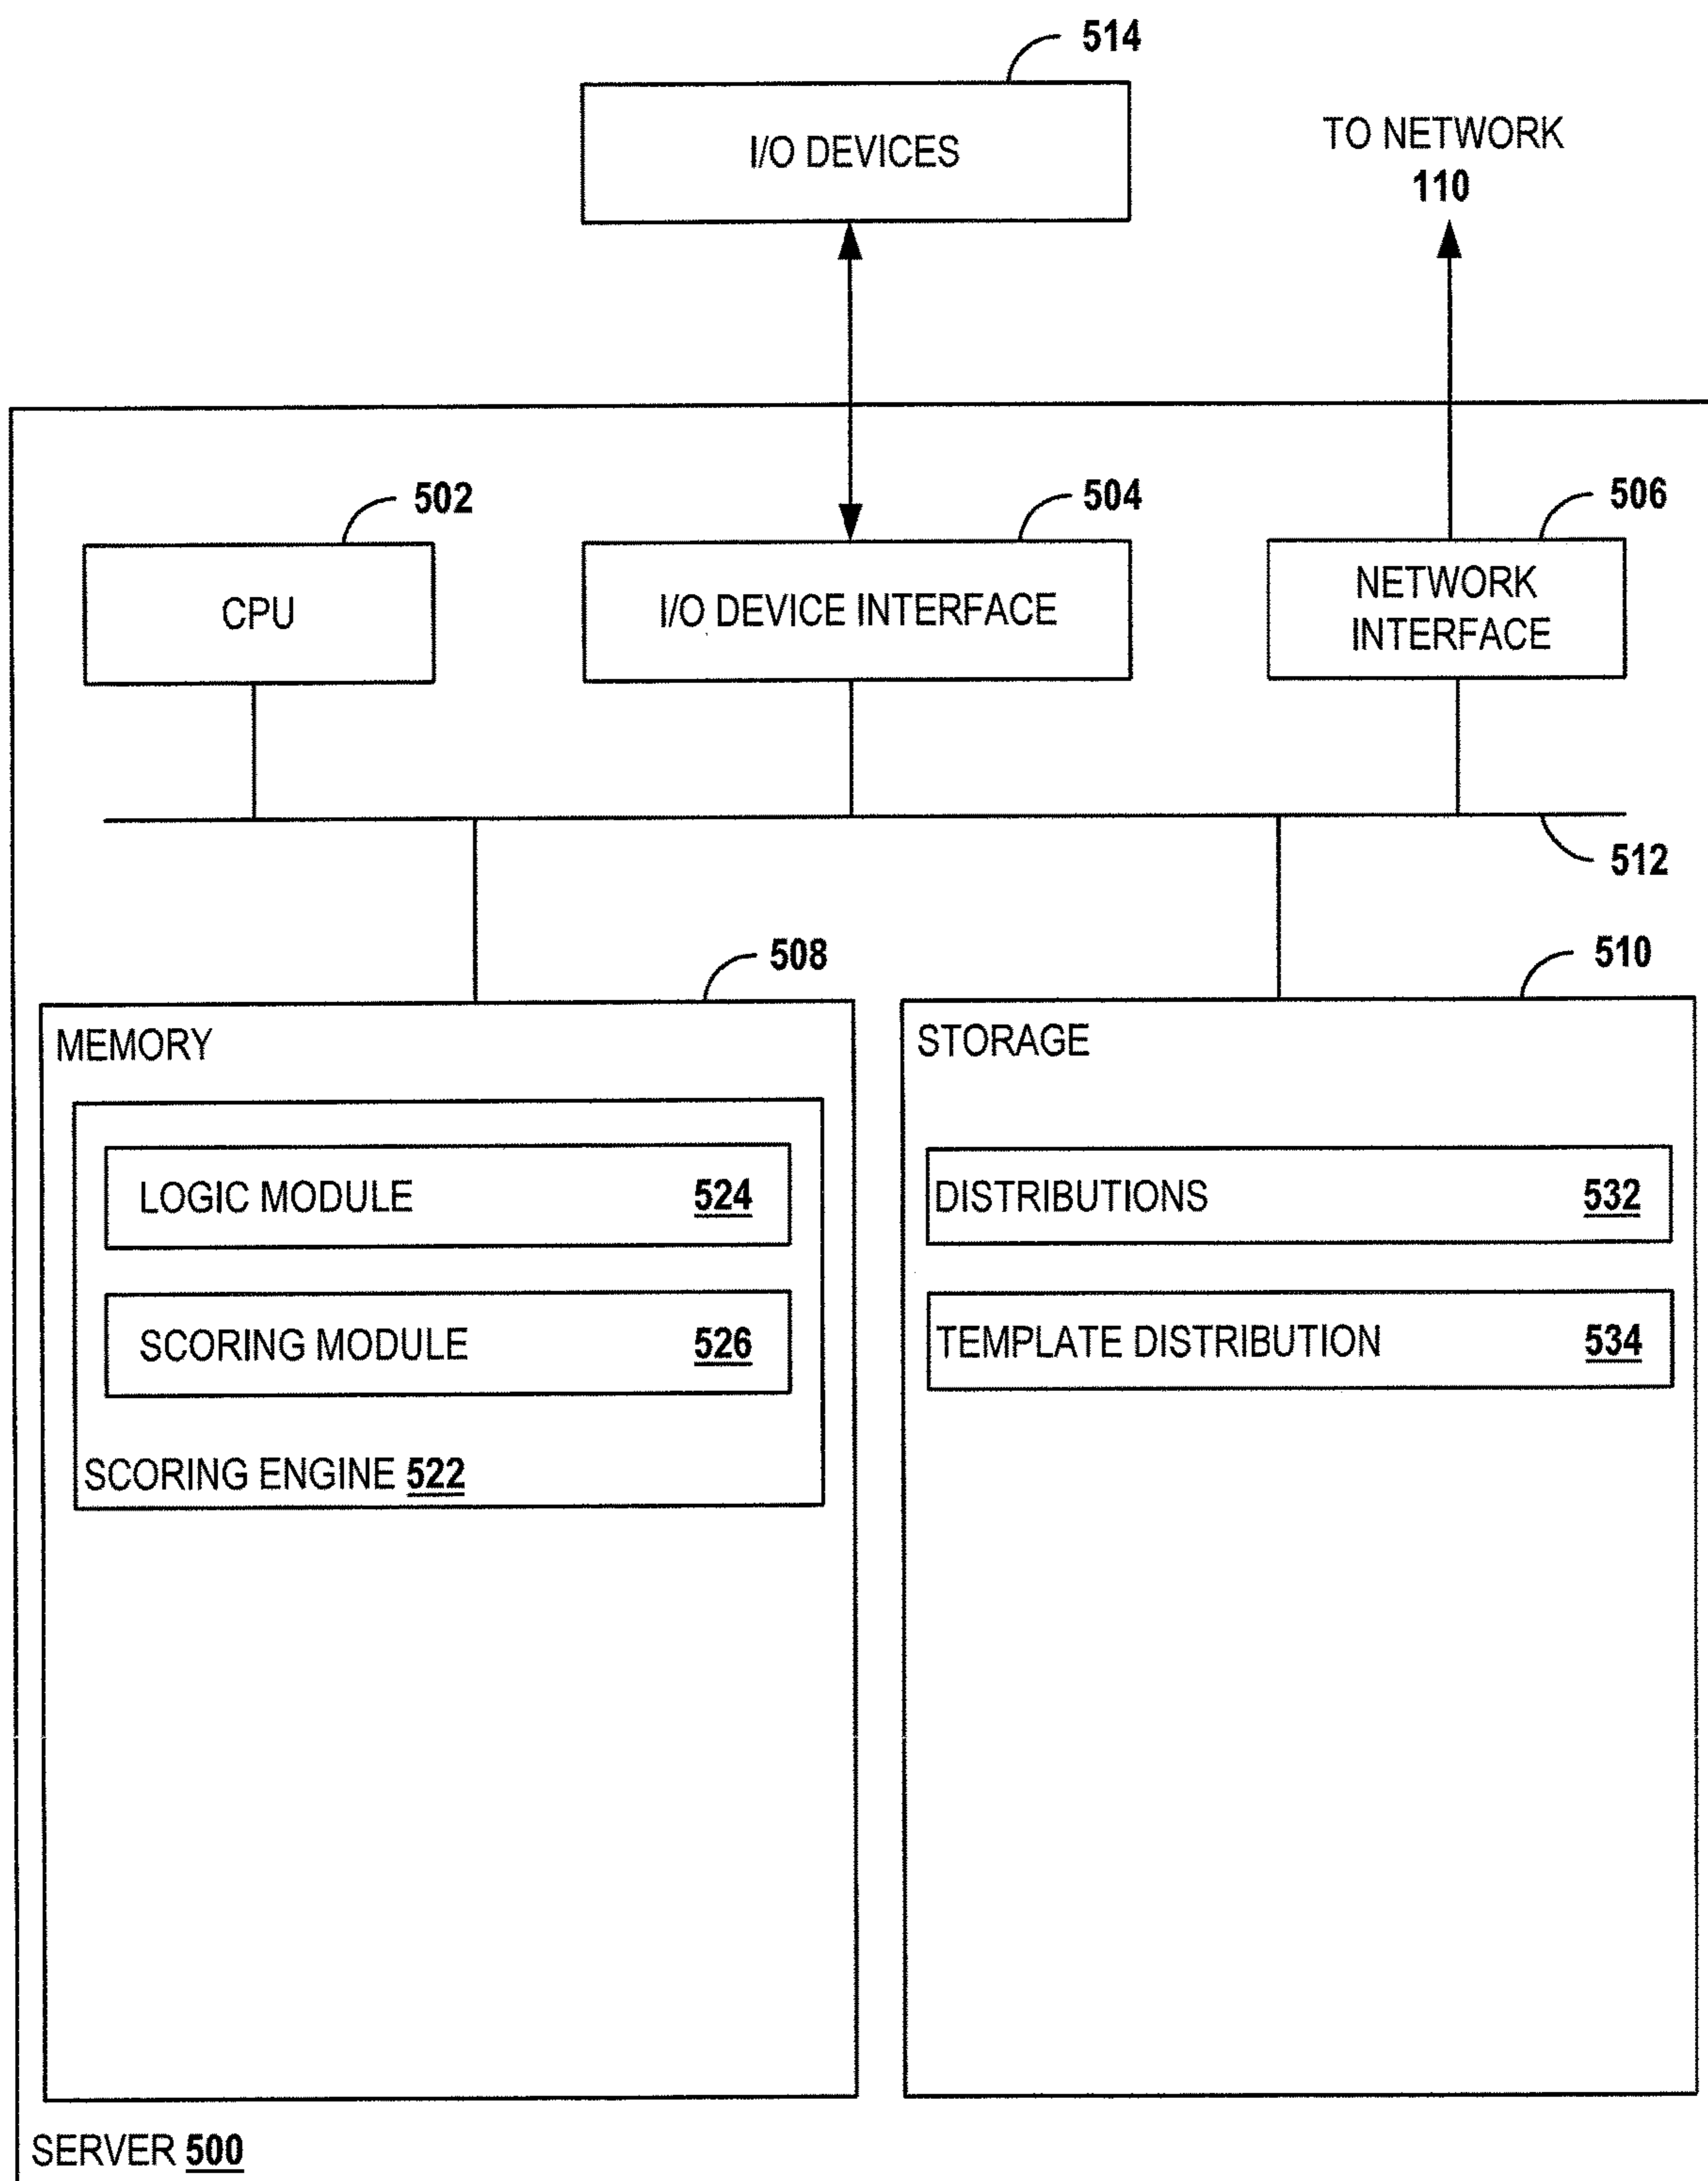 514
I/O DEVICES
TO NETWORK
110
502
504
506
CPU
I/O DEVICE INTERFACE
NETWORK
INTERFACE
512
508
510
MEMORY
STORAGE
LOGIC MODULE 524
DISTRIBUTIONS 532
SCORING MODULE 526
TEMPLATE DISTRIBUTION 534
SCORING ENGINE 522
SERVER 500